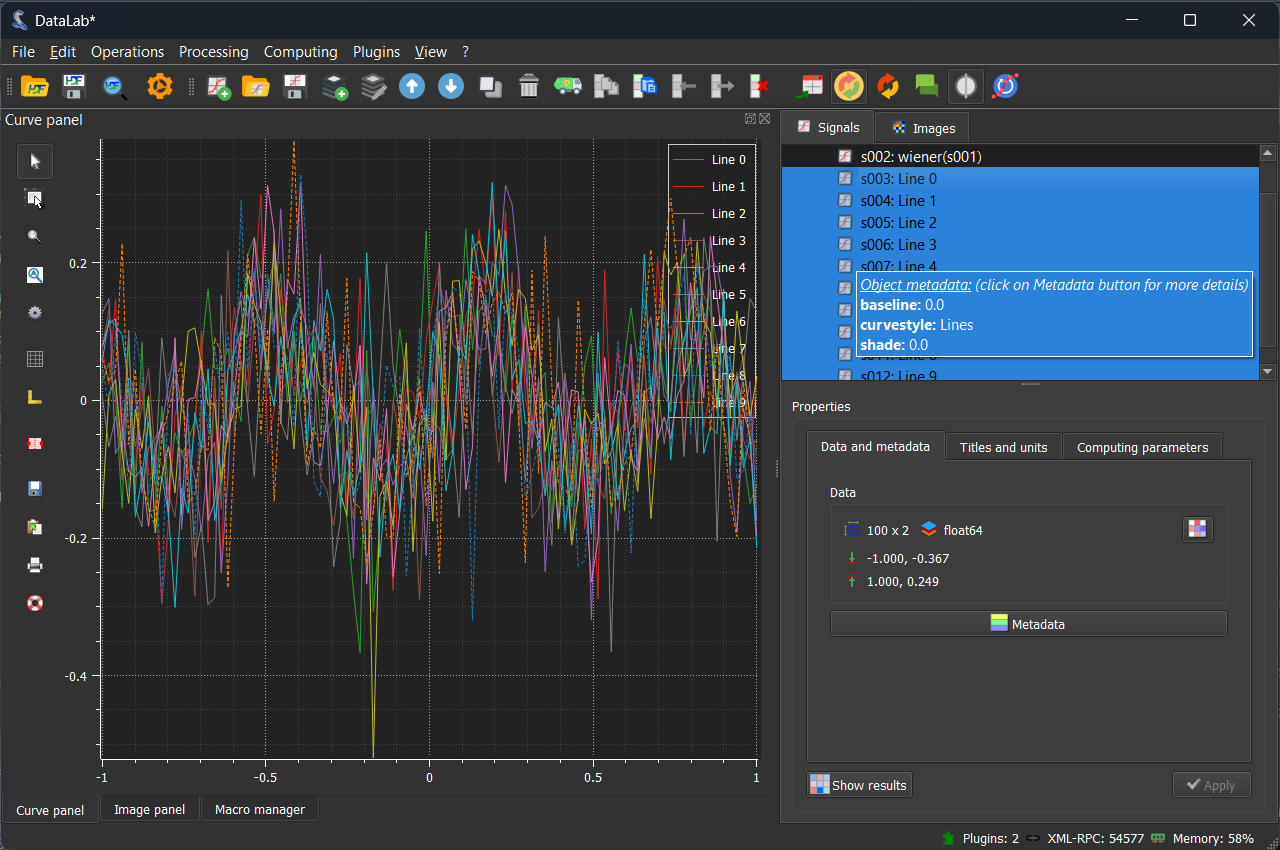 DataLab*
File Edit Operations Processing Computing Plugins View ?
Curve panel
Line 0
Line 1
Line 2
Line 3
Line 4
Line 5
Line 6
Line 7
Line 8
Line 9
0.2
0
-0.2
-0.4
-1 -0.5 0 0.5 1
Curve panel Image panel Macro manager
Signals Images
s002: wiener(s001)
s003: Line 0
s004: Line 1
s005: Line 2
s006: Line 3
s007: Line 4
Object metadata: (click on Metadata button for more details)
baseline: 0.0
curvestyle: Lines
shade: 0.0
s012: Line 9
Properties
Data and metadata Titles and units Computing parameters
Data
100 x 2 float64
-1.000, -0.367
1.000, 0.249
Metadata
Show results Apply
Plugins: 2 XML-RPC: 54577 Memory: 58%